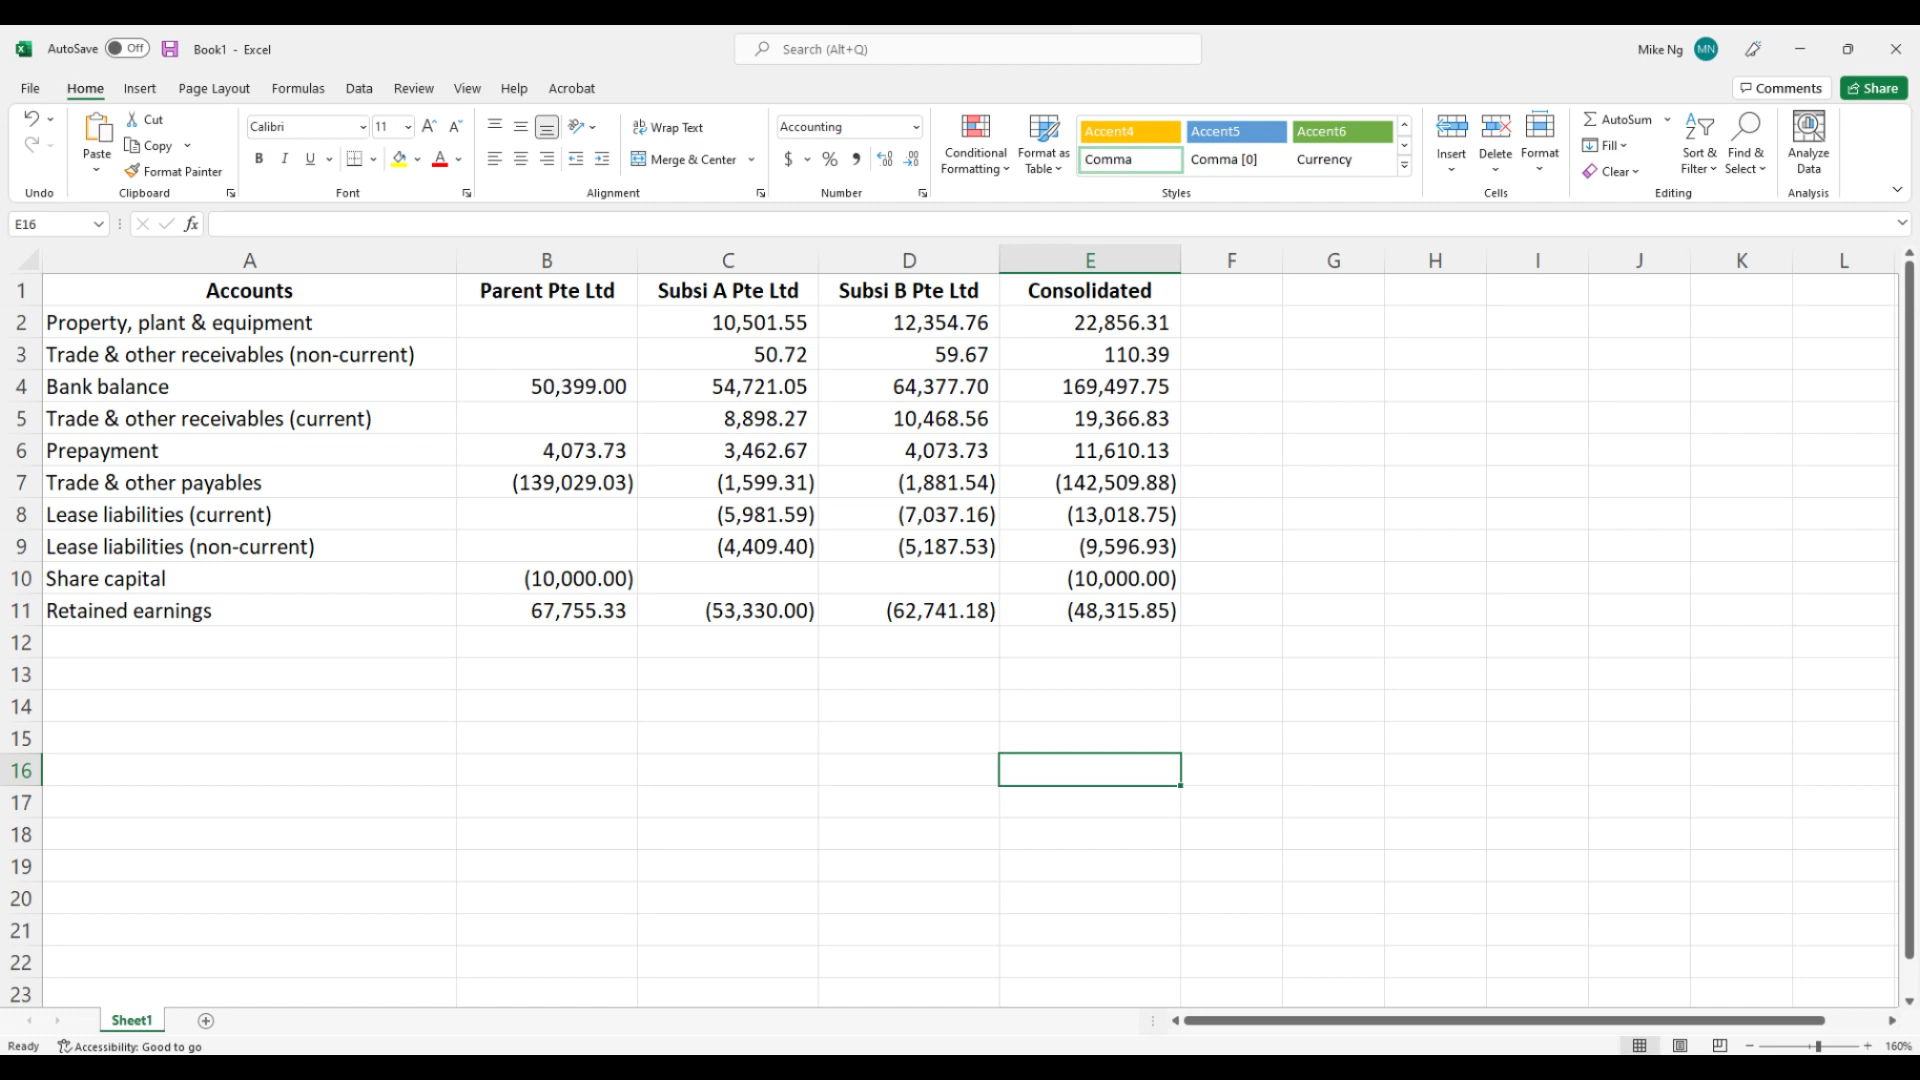 AutoSave Off Book1 - Excel Search (Alt+Q) Mike Ng MN
File Home Insert Page Layout Formulas Data Review View Help Acrobat Comments Share
Cut Calibri 11 Wrap Text Accounting Accent4 Accent5 Accent6 AutoSum
Paste Copy Fill
Format Painter B I U Merge & Center $ % Comma Comma [0] Currency Clear
Conditional Formatting Format as Table Insert Delete Format Sort & Filter Find & Select Analyze Data
Undo Clipboard Font Alignment Number Styles Cells Editing Analysis
E16 fx
A B C D E F G H I J K L
1 Accounts Parent Pte Ltd Subsi A Pte Ltd Subsi B Pte Ltd Consolidated
2 Property, plant & equipment 10,501.55 12,354.76 22,856.31
3 Trade & other receivables (non-current) 50.72 59.67 110.39
4 Bank balance 50,399.00 54,721.05 64,377.70 169,497.75
5 Trade & other receivables (current) 8,898.27 10,468.56 19,366.83
6 Prepayment 4,073.73 3,462.67 4,073.73 11,610.13
7 Trade & other payables (139,029.03) (1,599.31) (1,881.54) (142,509.88)
8 Lease liabilities (current) (5,981.59) (7,037.16) (13,018.75)
9 Lease liabilities (non-current) (4,409.40) (5,187.53) (9,596.93)
10 Share capital (10,000.00) (10,000.00)
11 Retained earnings 67,755.33 (53,330.00) (62,741.18) (48,315.85)
12
13
14
15
16
17
18
19
20
21
22
23
Sheet1
Ready Accessibility: Good to go 160%